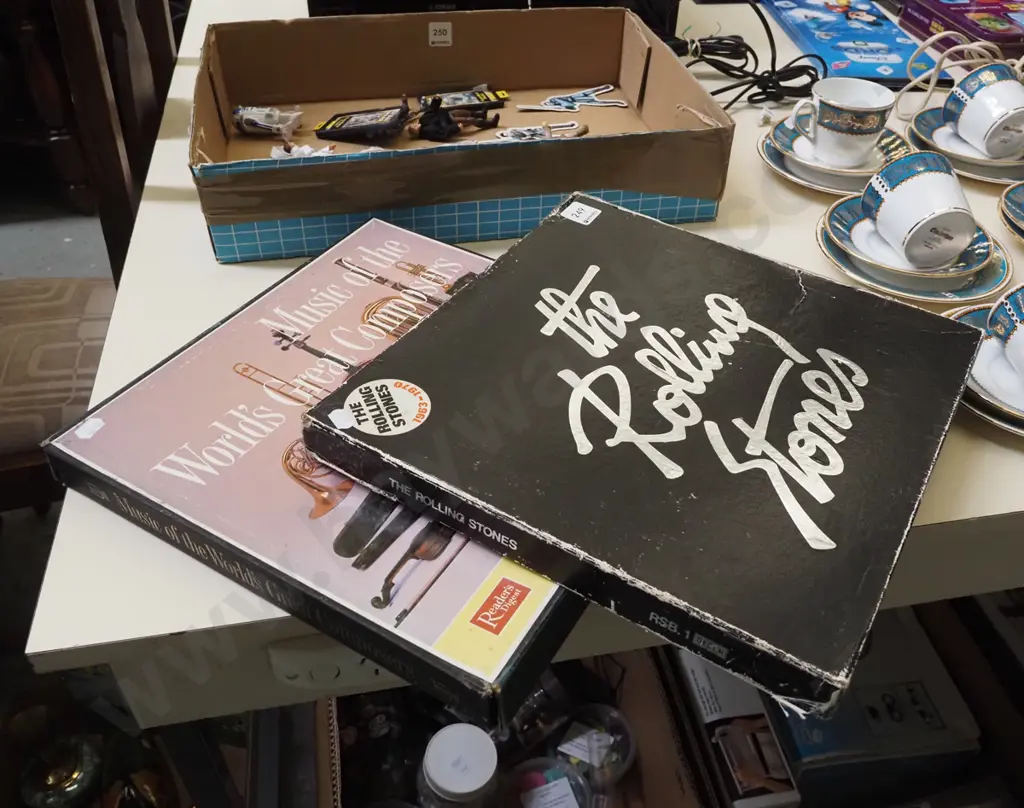 250
249
the
Rolling
Stones
THE
ROLLING
STONES
1963-1970
THE ROLLING STONES
RSB.1
Music of the
World's Great Composers
Reader's
Digest
Music of the World's Great Composers